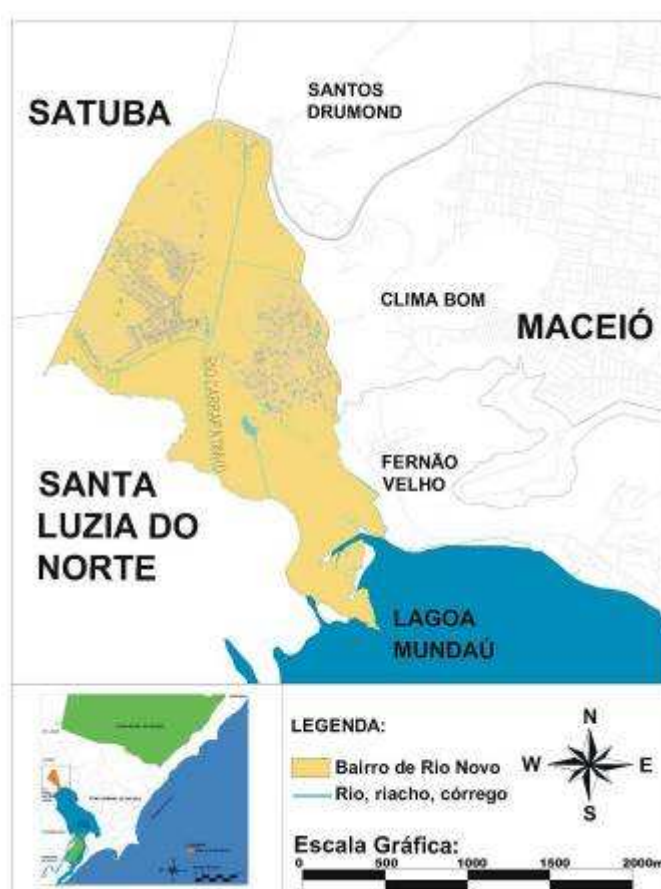 SATUBA
SANTOS
DRUMOND
CLIMA BOM
MACEIÓ
FERNÃO
VELHO
SANTA
LUZIA DO
NORTE
LAGOA
MUNDAÚ
LEGENDA:
Bairro de Rio Novo
Rio, riacho, córrego
N
W
E
S
Escala Gráfica:
0 500 1000 1500 2000m